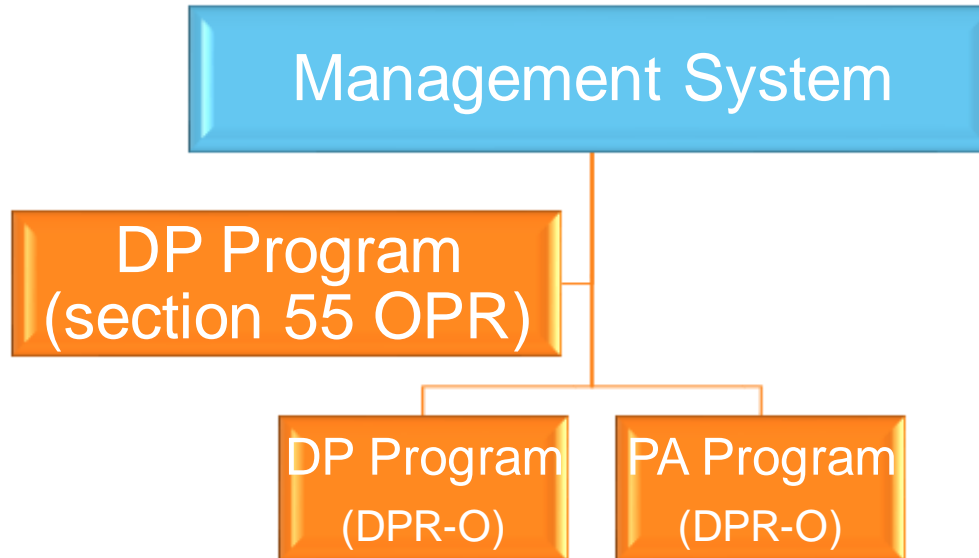 Management System
DP Program
(section 55 OPR)
DP Program
(DPR-O)
PA Program
(DPR-O)